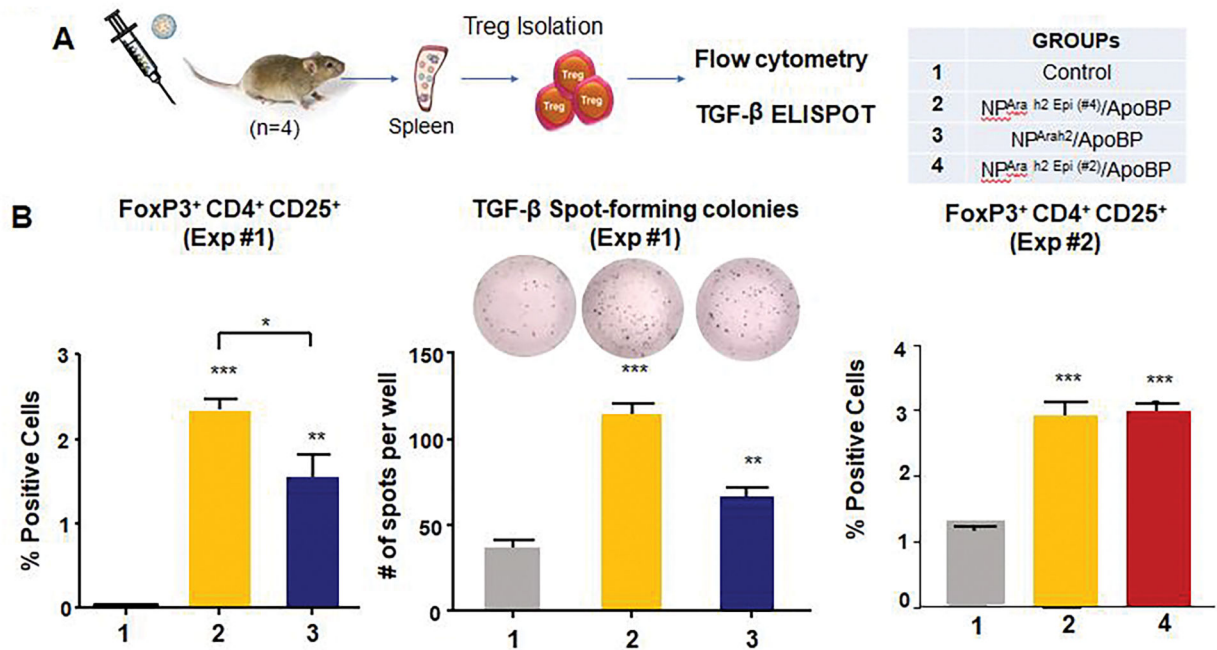 A
Treg Isolation
Treg
Treg Treg
(n=4)
Spleen
Flow cytometry
TGF-β ELISPOT
GROUPs
1 Control
2 NPAra h2 Epi (#4)/ApoBP
3 NPArah2/ApoBP
4 NPAra h2 Epi (#2)/ApoBP
B
FoxP3+ CD4+ CD25+
(Exp #1)
% Positive Cells
3
2
1
0
*
***
**
1 2 3
TGF-β Spot-forming colonies
(Exp #1)
# of spots per well
150
100
50
0
***
**
1 2 3
FoxP3+ CD4+ CD25+
(Exp #2)
% Positive Cells
4
3
2
1
0
*** ***
1 2 4